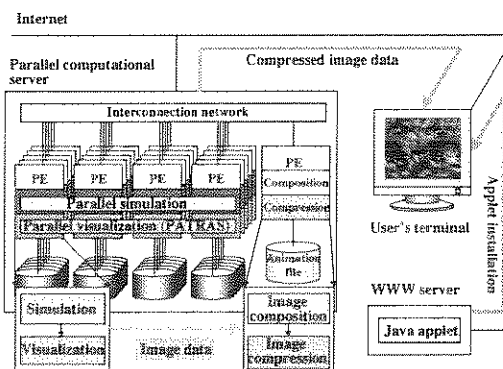 Internet
Parallel computational
server
Compressed image data
Interconnection network
PE PE PE PE
PE
Composition
Compression
Parallel simulation
Parallel visualization (PATRAS)
Animation
file
User's terminal
Applet installation
Simulation
Visualization
Image data
Image
composition
Image
compression
WWW server
Java applet